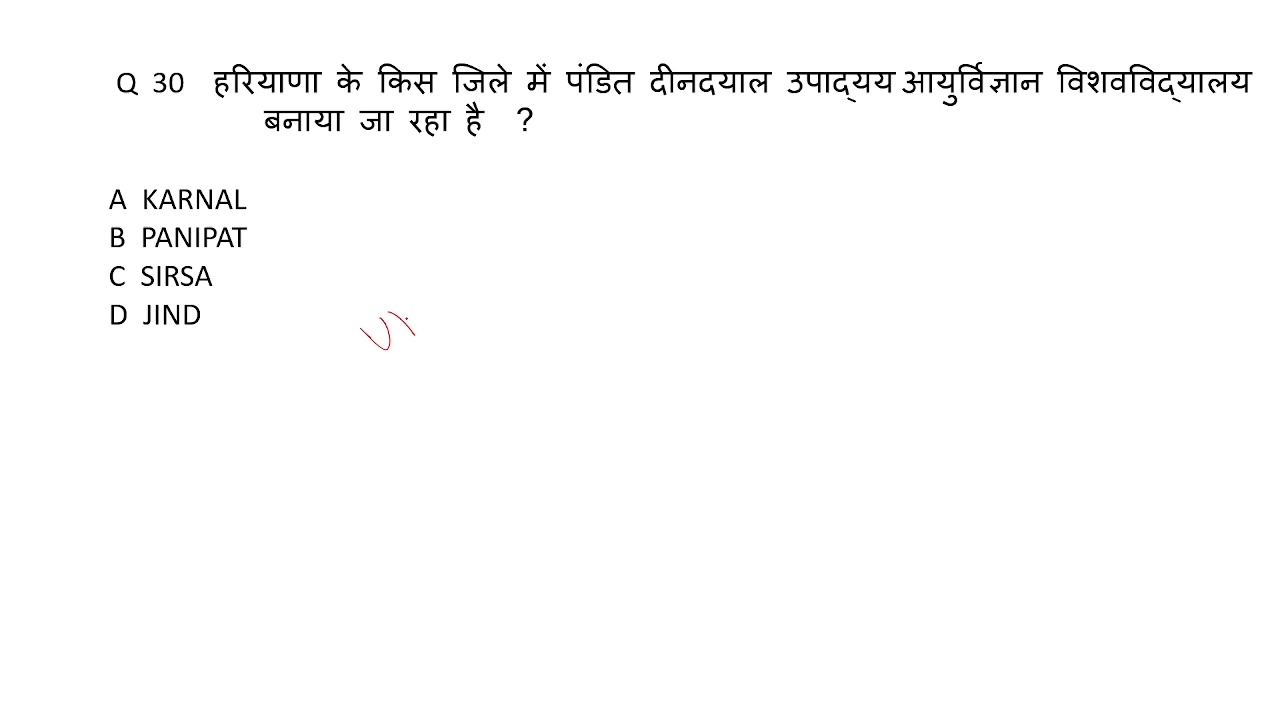 Q 30 हरियाणा के किस जिले में पंडित दीनदयाल उपाद्यय आयुर्विज्ञान विशवविद्यालय
बनाया जा रहा है ?
A KARNAL
B PANIPAT
C SIRSA
D JIND